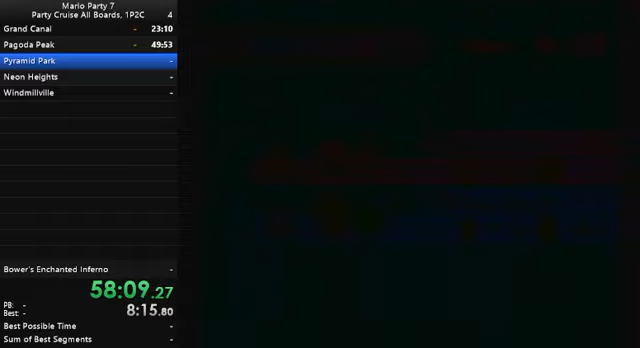 Mario Party 7
Party Cruise All Boards, 1P2C 4
Grand Canal - 23:10
Pagoda Peak - 49:53
Pyramid Park -
Neon Heights -
Windmillville -
Bower's Enchanted Inferno -
58:09.27
PB: -
Best: - 8:15.80
Best Possible Time -
Sum of Best Segments -